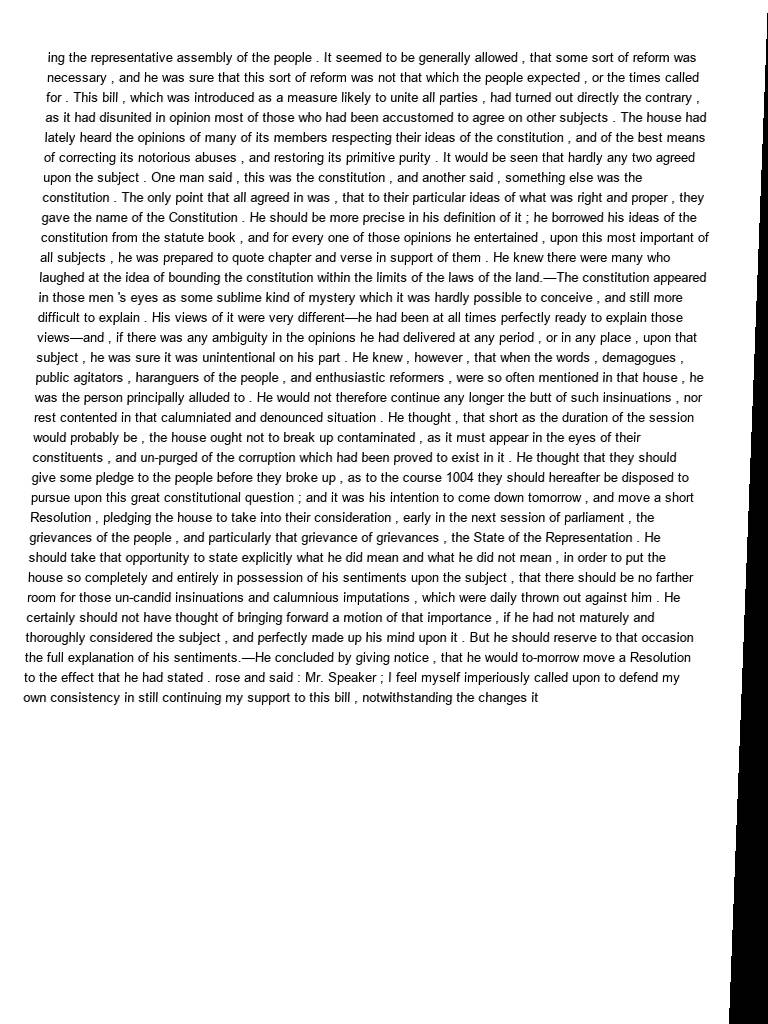 ing the representative assembly of the people . It seemed to be generally allowed , that some sort of reform was
necessary , and he was sure that this sort of reform was not that which the people expected , or the times called
for . This bill , which was introduced as a measure likely to unite all parties , had turned out directly the contrary ,
as it had disunited in opinion most of those who had been accustomed to agree on other subjects . The house had
lately heard the opinions of many of its members respecting their ideas of the constitution , and of the best means
of correcting its notorious abuses , and restoring its primitive purity . It would be seen that hardly any two agreed
upon the subject . One man said , this was the constitution , and another said , something else was the
constitution . The only point that all agreed in was , that to their particular ideas of what was right and proper , they
gave the name of the Constitution . He should be more precise in his definition of it ; he borrowed his ideas of the
constitution from the statute book , and for every one of those opinions he entertained , upon this most important of
all subjects , he was prepared to quote chapter and verse in support of them . He knew there were many who
laughed at the idea of bounding the constitution within the limits of the laws of the land.—The constitution appeared
in those men 's eyes as some sublime kind of mystery which it was hardly possible to conceive , and still more
difficult to explain . His views of it were very different—he had been at all times perfectly ready to explain those
views—and , if there was any ambiguity in the opinions he had delivered at any period , or in any place , upon that
subject , he was sure it was unintentional on his part . He knew , however , that when the words , demagogues ,
public agitators , haranguers of the people , and enthusiastic reformers , were so often mentioned in that house , he
was the person principally alluded to . He would not therefore continue any longer the butt of such insinuations , nor
rest contented in that calumniated and denounced situation . He thought , that short as the duration of the session
would probably be , the house ought not to break up contaminated , as it must appear in the eyes of their
constituents , and un-purged of the corruption which had been proved to exist in it . He thought that they should
give some pledge to the people before they broke up , as to the course 1004 they should hereafter be disposed to
pursue upon this great constitutional question ; and it was his intention to come down tomorrow , and move a short
Resolution , pledging the house to take into their consideration , early in the next session of parliament , the
grievances of the people , and particularly that grievance of grievances , the State of the Representation . He
should take that opportunity to state explicitly what he did mean and what he did not mean , in order to put the
house so completely and entirely in possession of his sentiments upon the subject , that there should be no farther
room for those un-candid insinuations and calumnious imputations , which were daily thrown out against him . He
certainly should not have thought of bringing forward a motion of that importance , if he had not maturely and
thoroughly considered the subject , and perfectly made up his mind upon it . But he should reserve to that occasion
the full explanation of his sentiments.—He concluded by giving notice , that he would to-morrow move a Resolution
to the effect that he had stated . rose and said : Mr. Speaker ; I feel myself imperiously called upon to defend my
own consistency in still continuing my support to this bill , notwithstanding the changes it